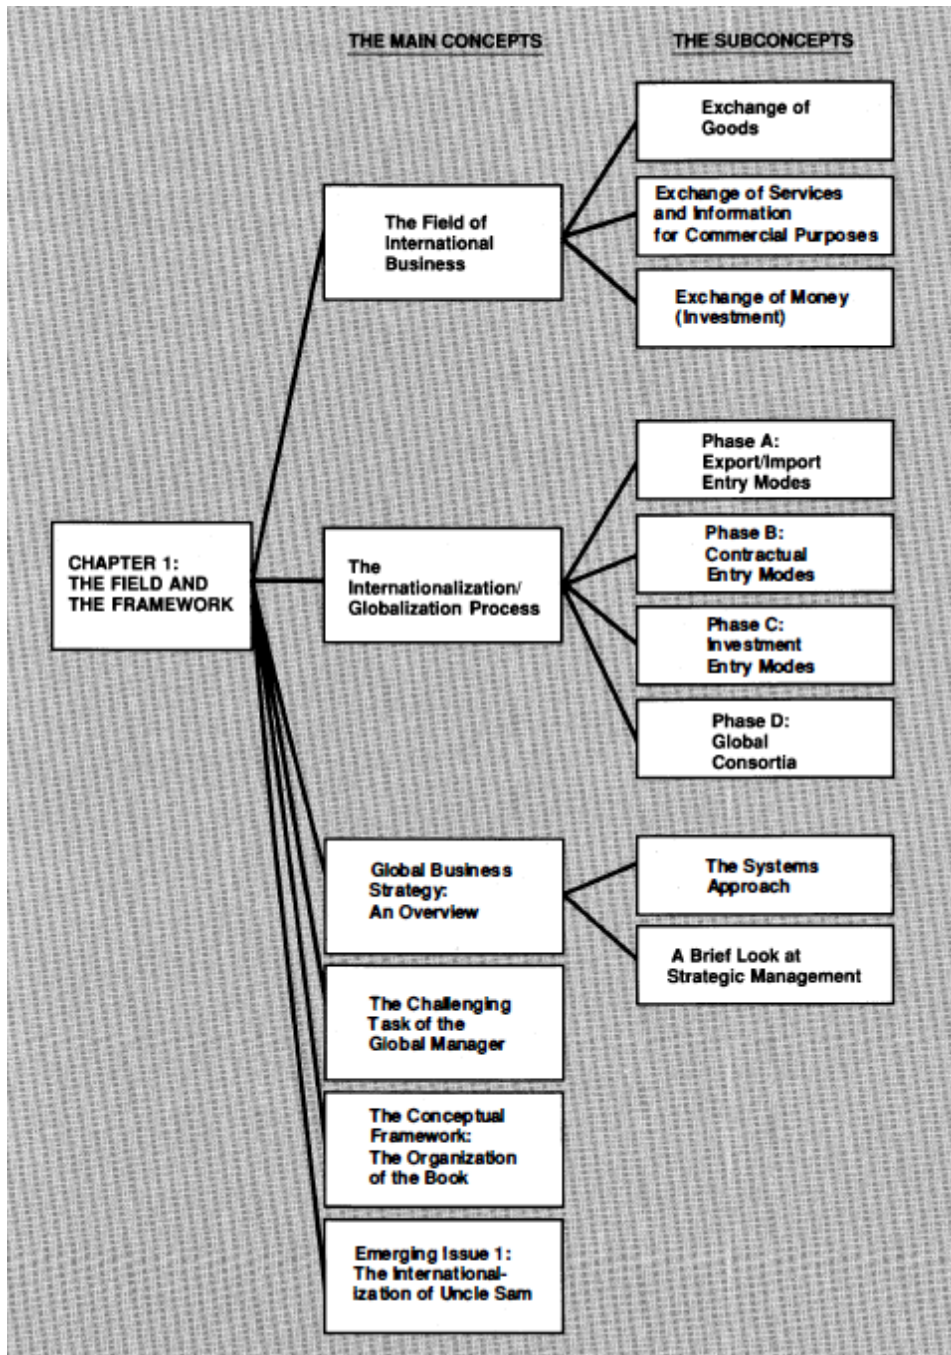 THE MAIN CONCEPTS
THE SUBCONCEPTS
CHAPTER 1:
THE FIELD AND
THE FRAMEWORK
The Field of
International
Business
Exchange of
Goods
Exchange of Services
and Information
for Commercial Purposes
Exchange of Money
(Investment)
The
Internationalization/
Globalization Process
Phase A:
Export/Import
Entry Modes
Phase B:
Contractual
Entry Modes
Phase C:
Investment
Entry Modes
Phase D:
Global
Consortia
Global Business
Strategy:
An Overview
The Systems
Approach
A Brief Look at
Strategic Management
The Challenging
Task of the
Global Manager
The Conceptual
Framework:
The Organization
of the Book
Emerging Issue 1:
The International-
ization of Uncle Sam